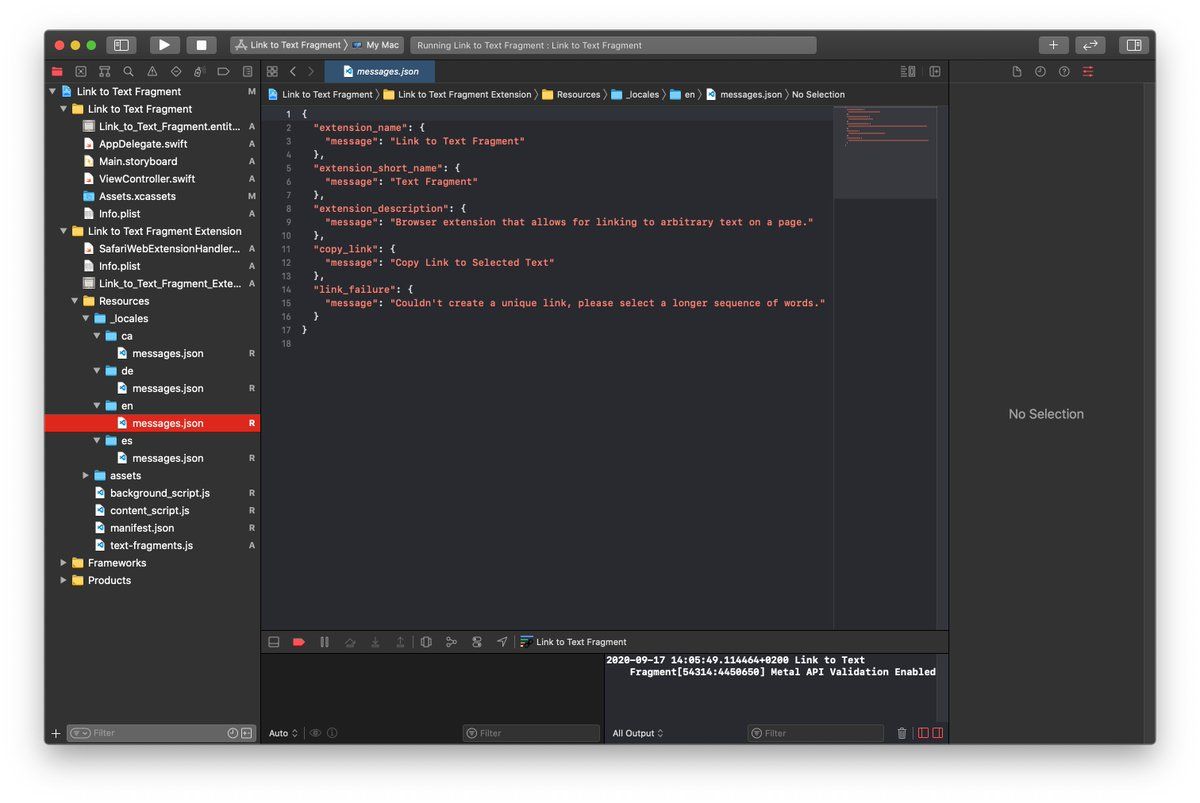 Link to Text Fragment My Mac
Running Link to Text Fragment : Link to Text Fragment
messages.json
Link to Text Fragment M
Link to Text Fragment
Link_to_Text_Fragment.entit... A
AppDelegate.swift A
Main.storyboard A
ViewController.swift A
Assets.xcassets M
Info.plist A
Link to Text Fragment Extension
SafariWebExtensionHandler... A
Info.plist A
Link_to_Text_Fragment_Exte... A
Resources
_locales
ca
messages.json R
de
messages.json R
en
messages.json R
es
messages.json R
assets
background_script.js R
content_script.js R
manifest.json R
text-fragments.js A
Frameworks
Products
Filter
Link to Text Fragment Link to Text Fragment Extension Resources _locales en messages.json No Selection
1 {
2 "extension_name": {
3 "message": "Link to Text Fragment"
4 },
5 "extension_short_name": {
6 "message": "Text Fragment"
7 },
8 "extension_description": {
9 "message": "Browser extension that allows for linking to arbitrary text on a page."
10 },
11 "copy_link": {
12 "message": "Copy Link to Selected Text"
13 },
14 "link_failure": {
15 "message": "Couldn't create a unique link, please select a longer sequence of words."
16 }
17 }
18
No Selection
Link to Text Fragment
2020-09-17 14:05:49.114464+0200 Link to Text
Fragment[54314:4450650] Metal API Validation Enabled
Auto
Filter
All Output
Filter